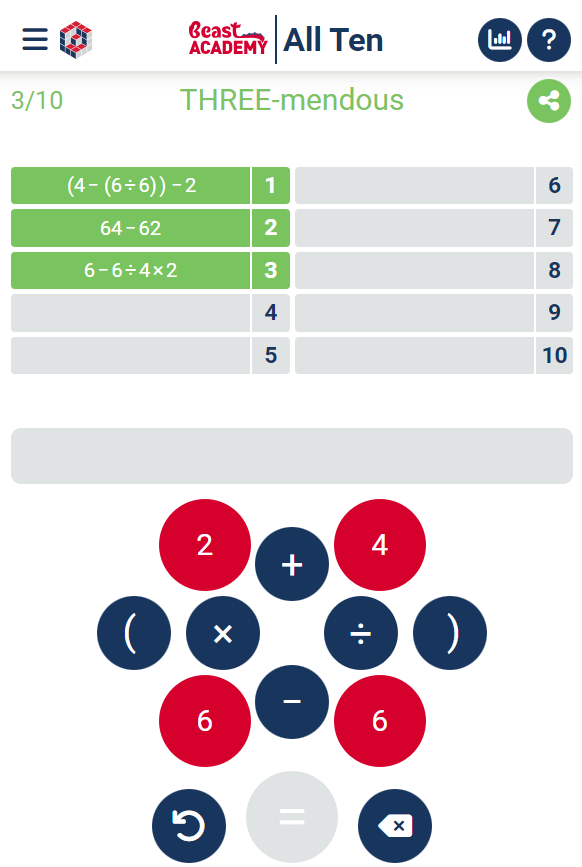 Beast ACADEMY All Ten
?
3/10 THREE-mendous
(4−(6÷6))−2 1 6
64−62 2 7
6−6÷4×2 3 8
4 9
5 10
2 + 4
( × ÷ )
6 − 6
=
×